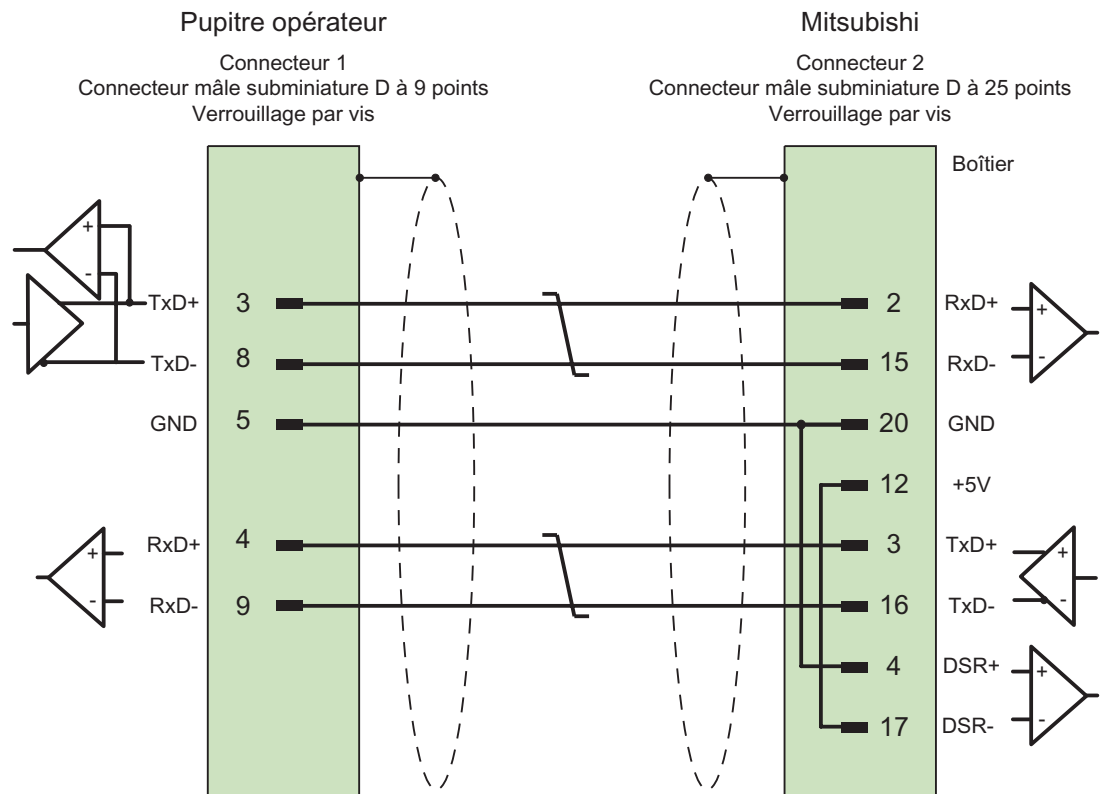 Pupitre opérateur
Connecteur 1
Connecteur mâle subminiature D à 9 points
Verrouillage par vis
Mitsubishi
Connecteur 2
Connecteur mâle subminiature D à 25 points
Verrouillage par vis
Boîtier
+
-
TxD+ 3 2 RxD+ +
TxD- 8 15 RxD- -
GND 5 20 GND
12 +5V
+ RxD+ 4 3 TxD+ +
- RxD- 9 16 TxD- -
4 DSR+ +
17 DSR- -